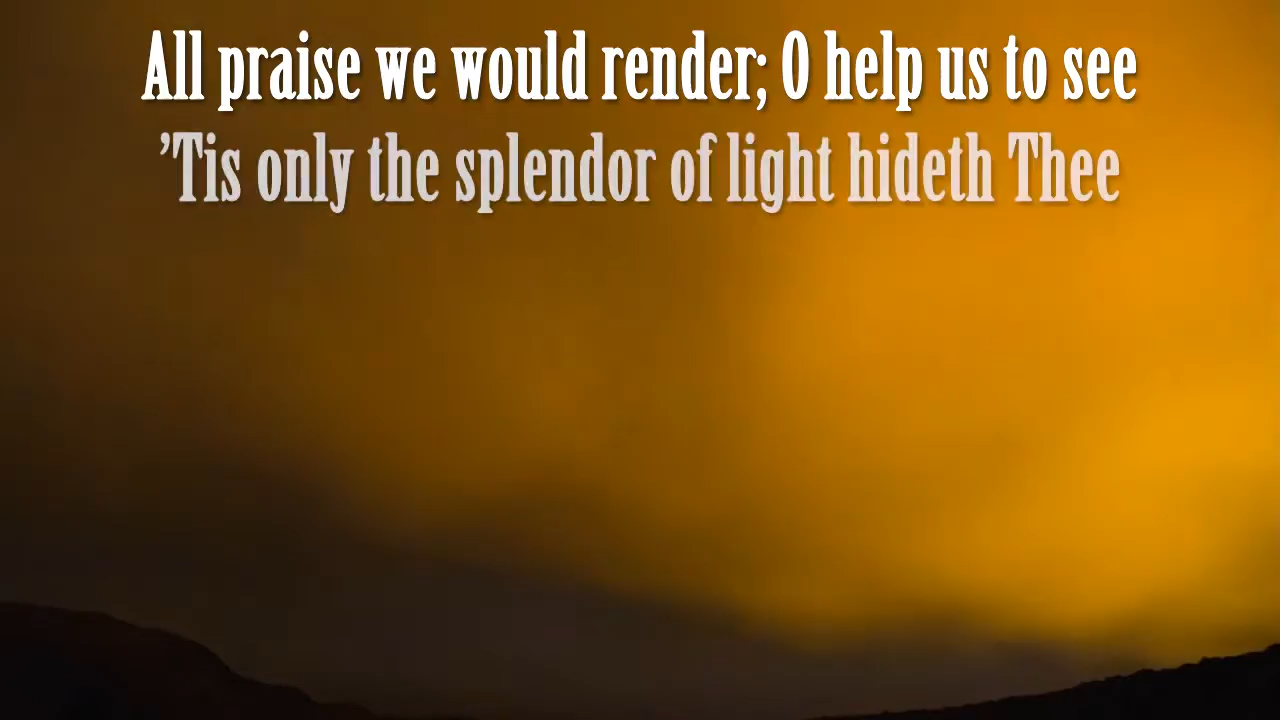 All praise we would render; O help us to see
’Tis only the splendor of light hideth Thee